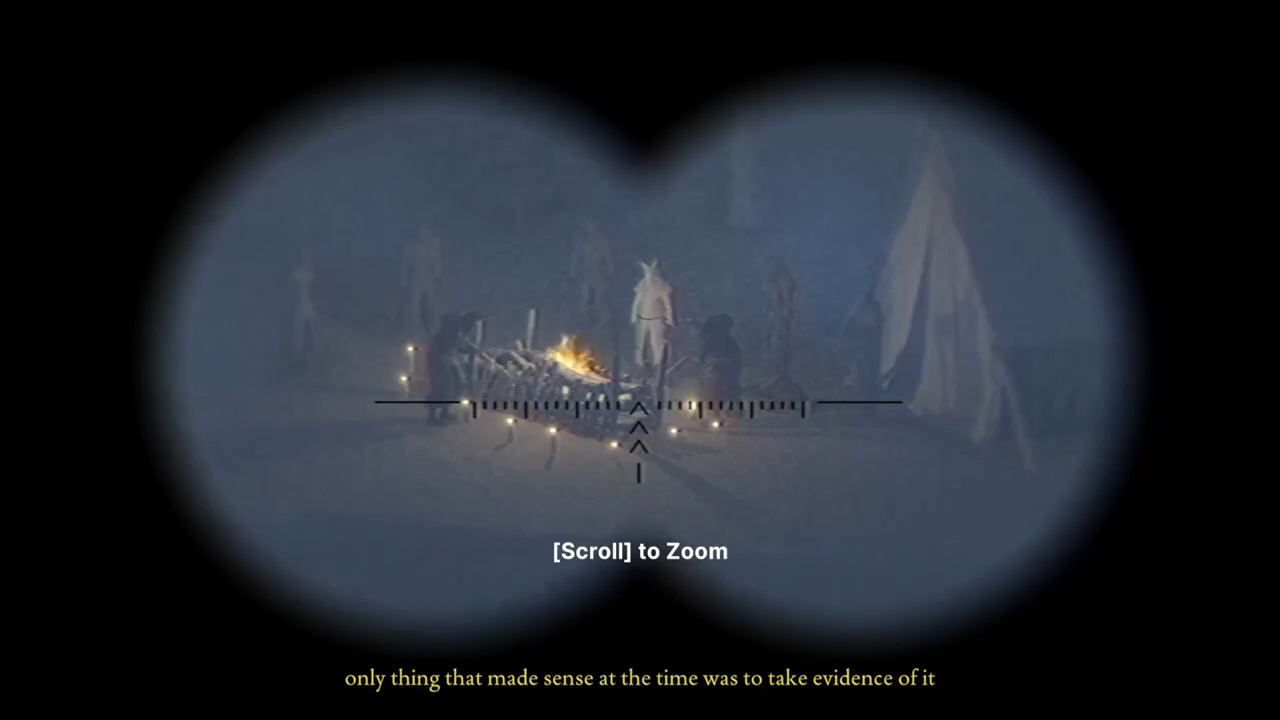 [Scroll] to Zoom
only thing that made sense at the time was to take evidence of it